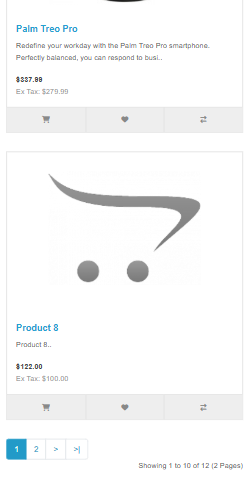 Palm Treo Pro
Redefine your workday with the Palm Treo Pro smartphone.
Perfectly balanced, you can respond to busi..
$337.99
Ex Tax: $279.99
Product 8
Product 8..
$122.00
Ex Tax: $100.00
1 2 > >|
Showing 1 to 10 of 12 (2 Pages)